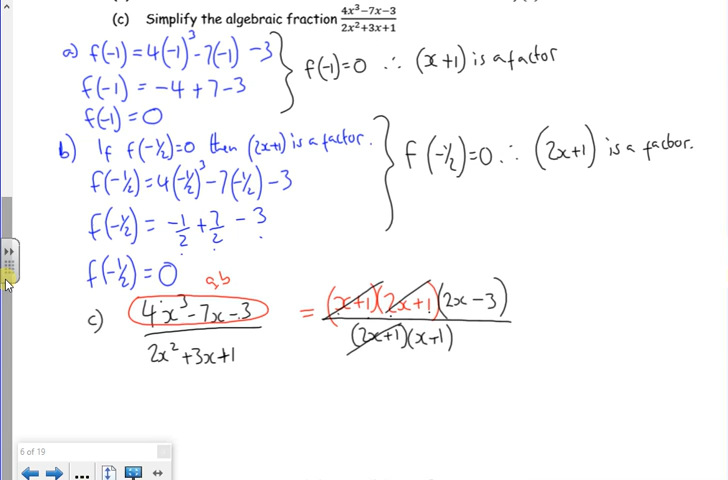 (c) Simplify the algebraic fraction (4x³−7x−3)/(2x²+3x+1)
a) f(-1) = 4(-1)³ - 7(-1) - 3
f(-1) = -4 + 7 - 3
f(-1) = 0
f(-1) = 0 ∴ (x+1) is a factor
b) If f(-1/2) = 0 then (2x+1) is a factor.
f(-1/2) = 4(-1/2)³ - 7(-1/2) - 3
f(-1/2) = -1/2 + 7/2 - 3
f(-1/2) = 0
f(-1/2) = 0 ∴ (2x+1) is a factor.
a,b
c) (4x³ - 7x - 3)/(2x² + 3x + 1) = (x+1)(2x+1)(2x-3)/(2x+1)(x+1)
6 of 19